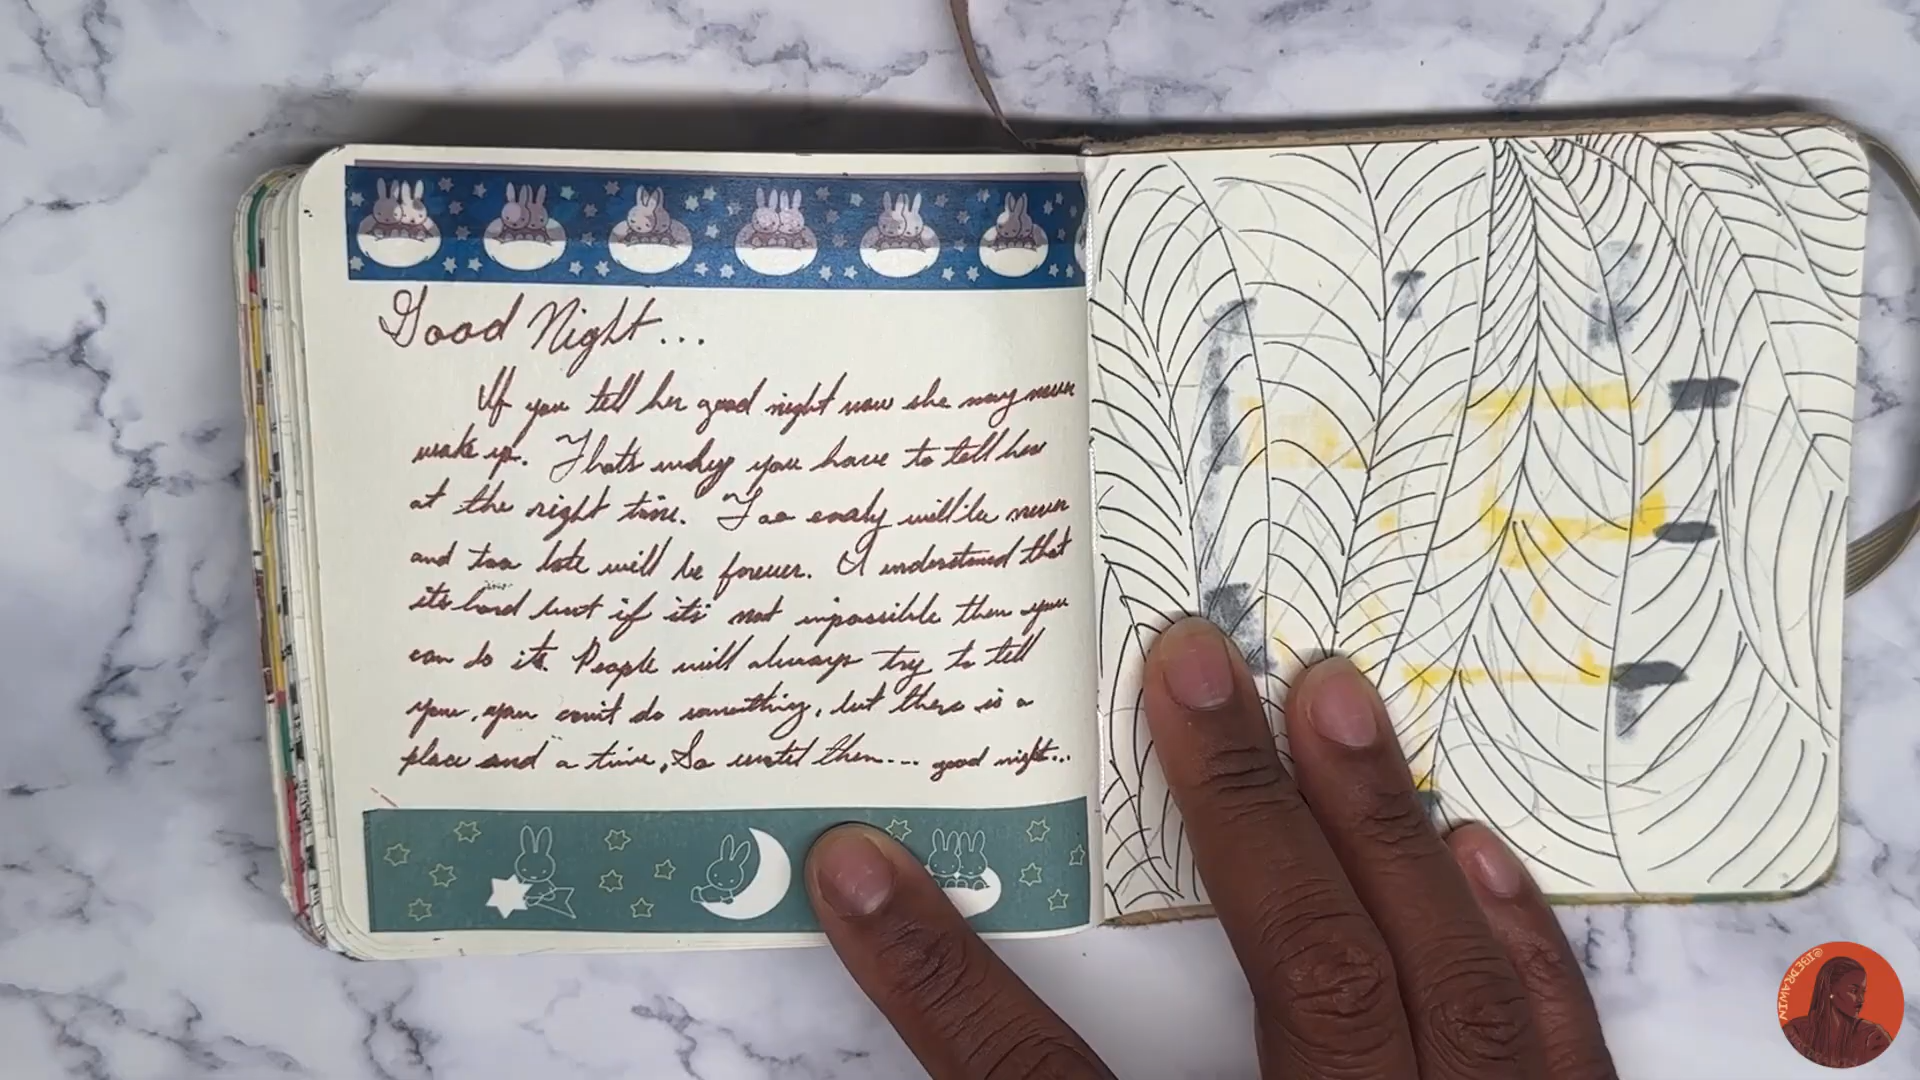 Good Night...
If you tell her good night now she may never
wake up. Thats why you have to tell her
at the right time. Too early will be never
and too late will be forever. I understand that
its hard but if its not impossible then you
can do it. People will always try to tell
you, you can't do something, but there is a
place and a time, So until then... good night...
@IBEDRAWIN